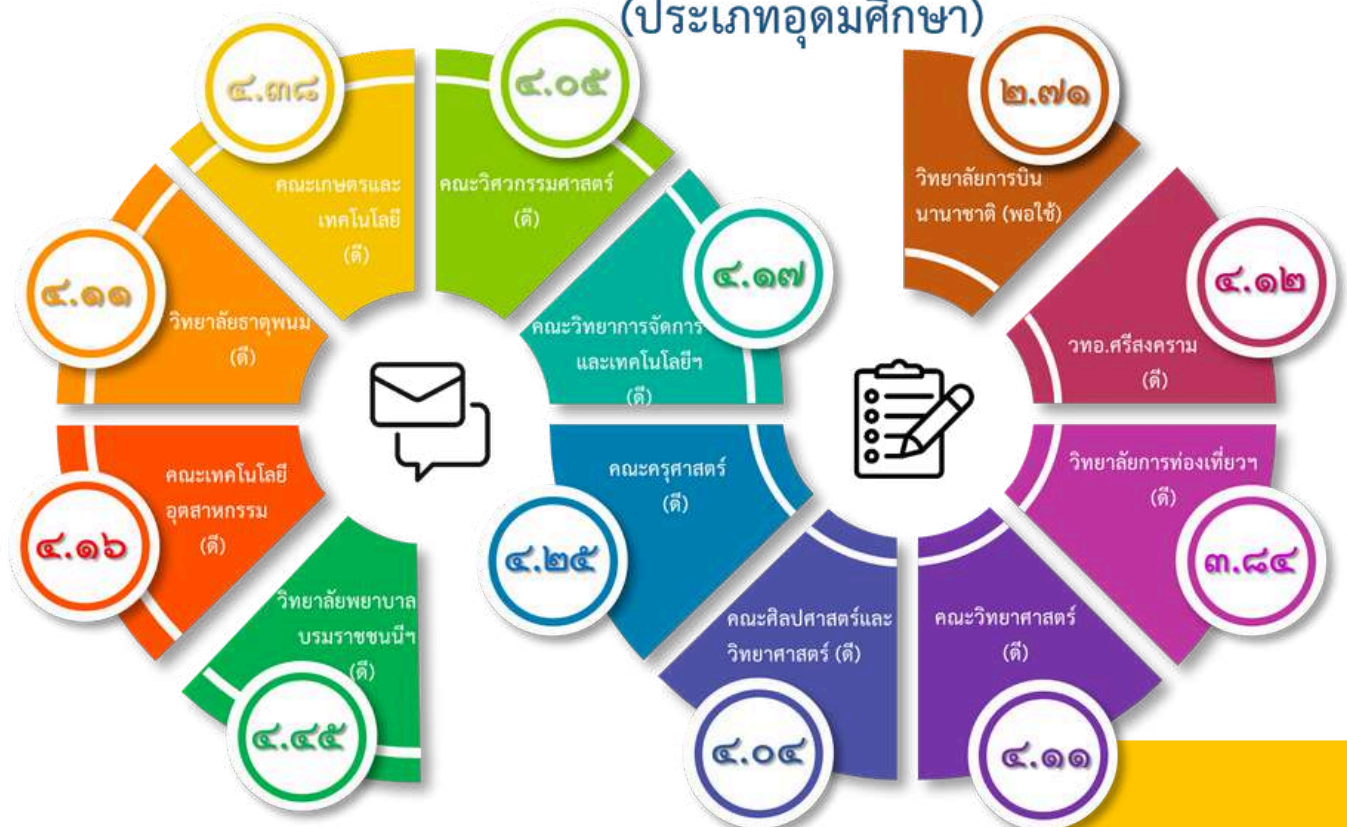 (ประเภทอุดมศึกษา)
๔.๓๘
คณะเกษตรและ
เทคโนโลยี
(ดี)
๔.๐๕
คณะวิศวกรรมศาสตร์
(ดี)
๔.๑๑
วิทยาลัยธาตุพนม
(ดี)
๔.๑๗
คณะวิทยาการจัดการ
และเทคโนโลยีฯ
(ดี)
๔.๑๖
คณะเทคโนโลยี
อุตสาหกรรม
(ดี)
๔.๔๕
วิทยาลัยพยาบาล
บรมราชชนนีฯ
(ดี)
๒.๗๑
วิทยาลัยการบิน
นานาชาติ (พอใช้)
๔.๑๒
วทอ.ศรีสงคราม
(ดี)
วิทยาลัยการท่องเที่ยวฯ
(ดี)
๓.๘๔
คณะครุศาสตร์
(ดี)
๔.๒๕
คณะศิลปศาสตร์และ
วิทยาศาสตร์ (ดี)
๔.๐๔
คณะวิทยาศาสตร์
(ดี)
๔.๑๑